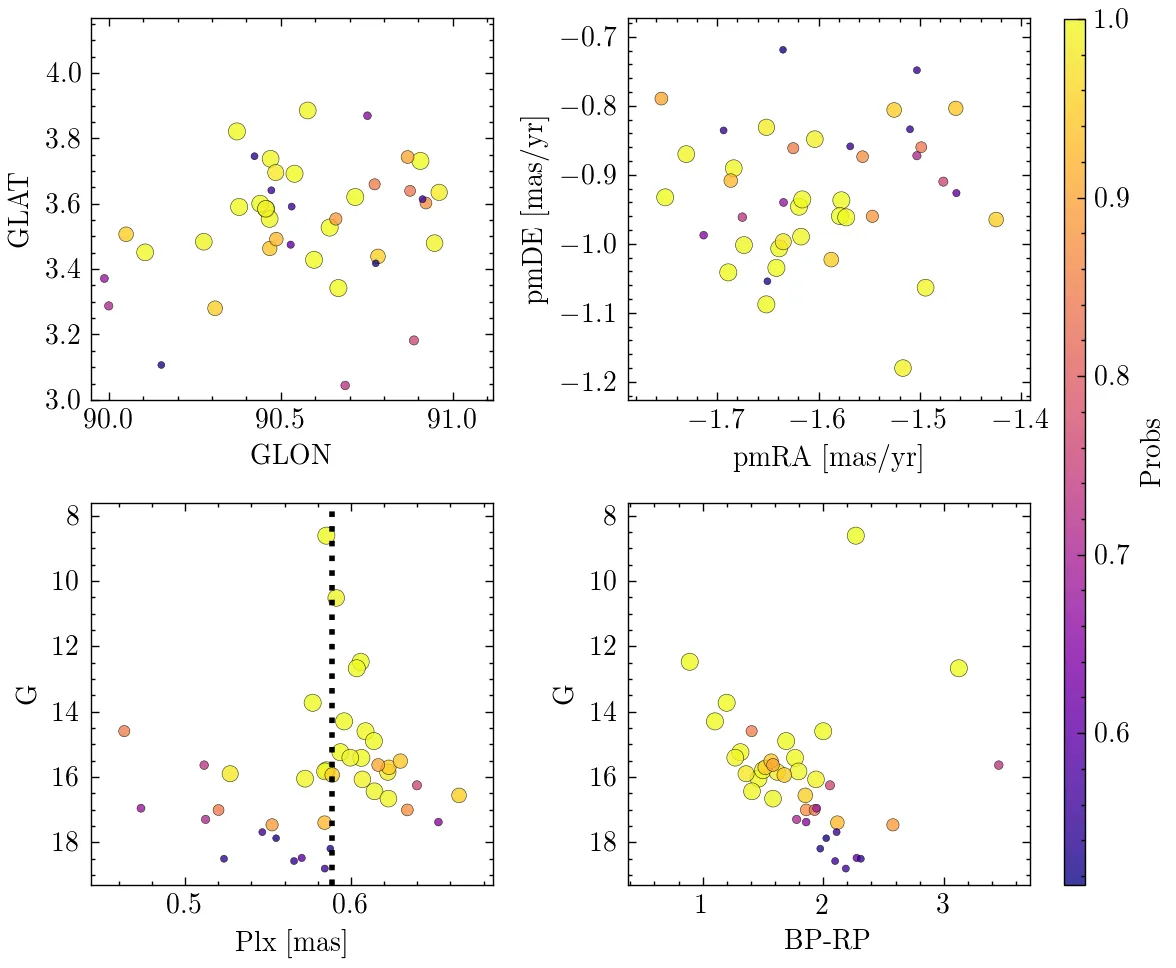 4.0
3.8
3.6
3.4
3.2
3.0
90.0 90.5 91.0
GLON
GLAT
−0.7
−0.8
−0.9
−1.0
−1.1
−1.2
−1.7 −1.6 −1.5 −1.4
pmRA [mas/yr]
pmDE [mas/yr]
8
10
12
14
16
18
0.5 0.6
Plx [mas]
G
8
10
12
14
16
18
1 2 3
BP-RP
G
1.0
0.9
0.8
0.7
0.6
Probs